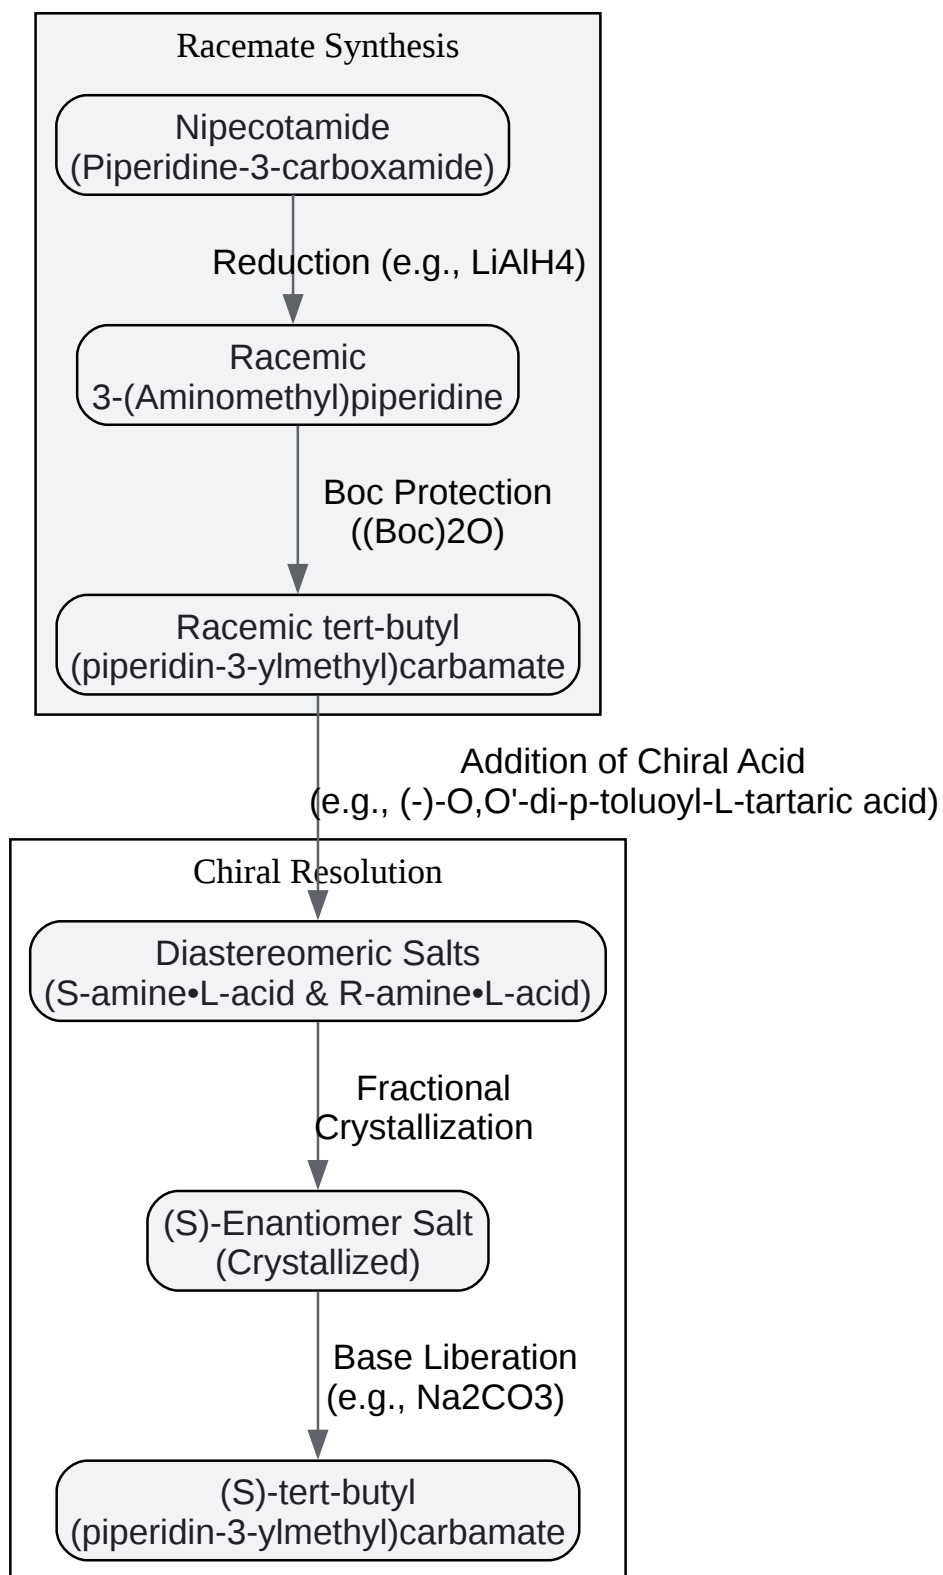 Racemate Synthesis
Nipecotamide
(Piperidine-3-carboxamide)
Reduction (e.g., LiAlH4)
Racemic
3-(Aminomethyl)piperidine
Boc Protection
((Boc)2O)
Racemic tert-butyl
(piperidin-3-ylmethyl)carbamate
Addition of Chiral Acid
(e.g., (-)-O,O'-di-p-toluoyl-L-tartaric acid)
Chiral Resolution
Diastereomeric Salts
(S-amine•L-acid & R-amine•L-acid)
Fractional
Crystallization
(S)-Enantiomer Salt
(Crystallized)
Base Liberation
(e.g., Na2CO3)
(S)-tert-butyl
(piperidin-3-ylmethyl)carbamate